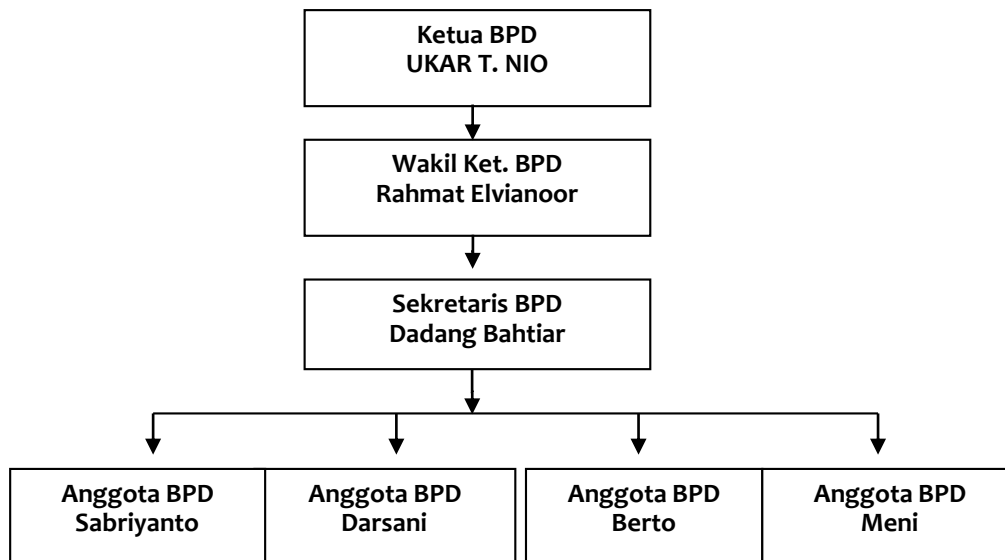 Ketua BPD
UKAR T. NIO
Wakil Ket. BPD
Rahmat Elvianoor
Sekretaris BPD
Dadang Bahtiar
Anggota BPD
Sabriyanto
Anggota BPD
Darsani
Anggota BPD
Berto
Anggota BPD
Meni